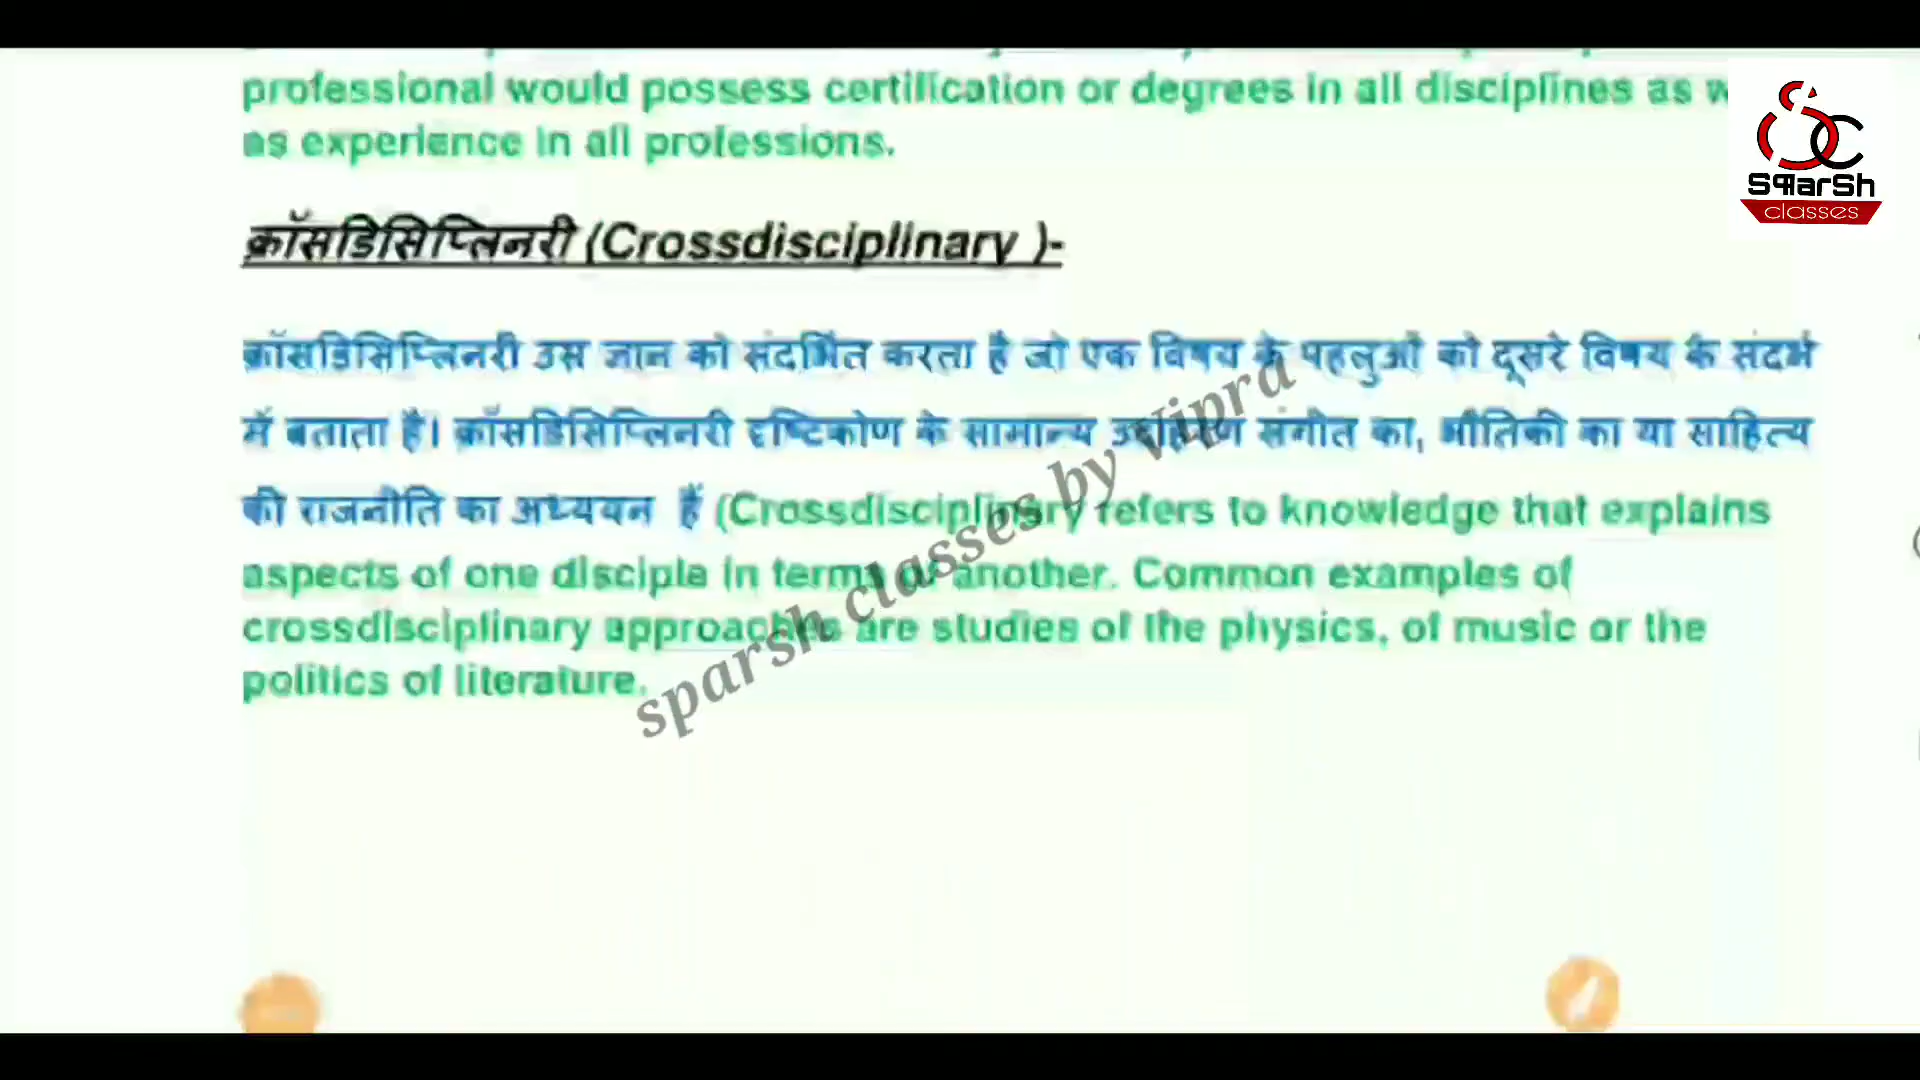 professional would possess certification or degrees in all disciplines as w
as experience in all professions.
क्रॉसडिसिप्लिनरी (Crossdisciplinary )-
क्रॉसडिसिप्लिनरी उस ज्ञान को संदर्भित करता है जो एक विषय के पहलुओं को दूसरे विषय के संदर्भ
में बताता है। क्रॉसडिसिप्लिनरी दृष्टिकोण के सामान्य उदाहरण संगीत का, भौतिकी का या साहित्य
की राजनीति का अध्ययन हैं (Crossdisciplinary refers to knowledge that explains
aspects of one disciple in terms of another. Common examples of
crossdisciplinary approaches are studies of the physics, of music or the
politics of literature.
sparsh classes by Vipra
SC
Sस्पarSh
classes